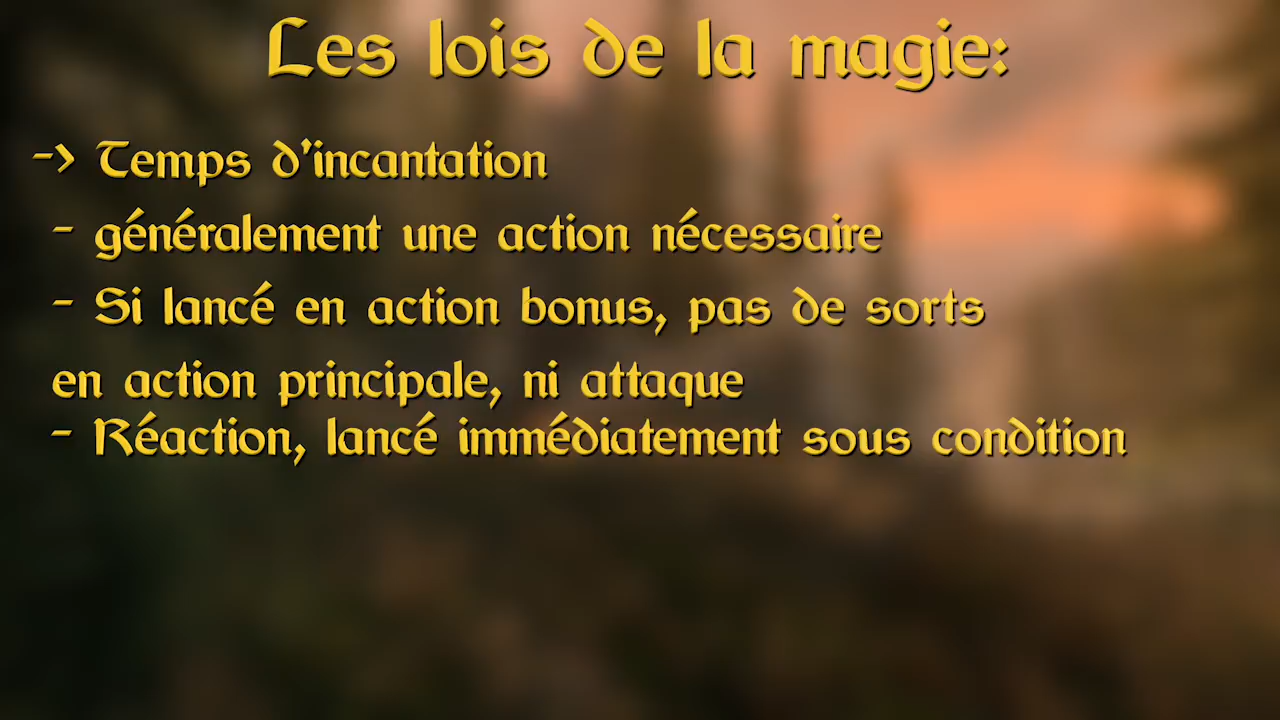 Les lois de la magie:
-> Temps d'incantation
- généralement une action nécessaire
- Si lancé en action bonus, pas de sorts
en action principale, ni attaque
- Réaction, lancé immédiatement sous condition